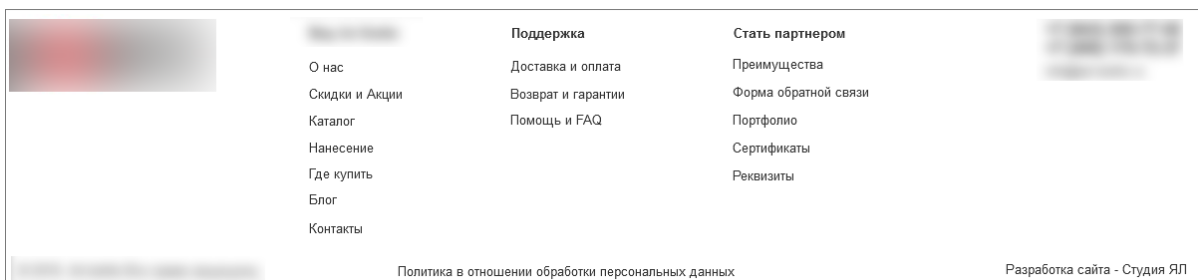 Поддержка
Стать партнером
О нас
Доставка и оплата
Преимущества
Скидки и Акции
Возврат и гарантии
Форма обратной связи
Каталог
Помощь и FAQ
Портфолио
Нанесение
Сертификаты
Где купить
Реквизиты
Блог
Контакты
Политика в отношении обработки персональных данных
Разработка сайта - Студия ЯЛ